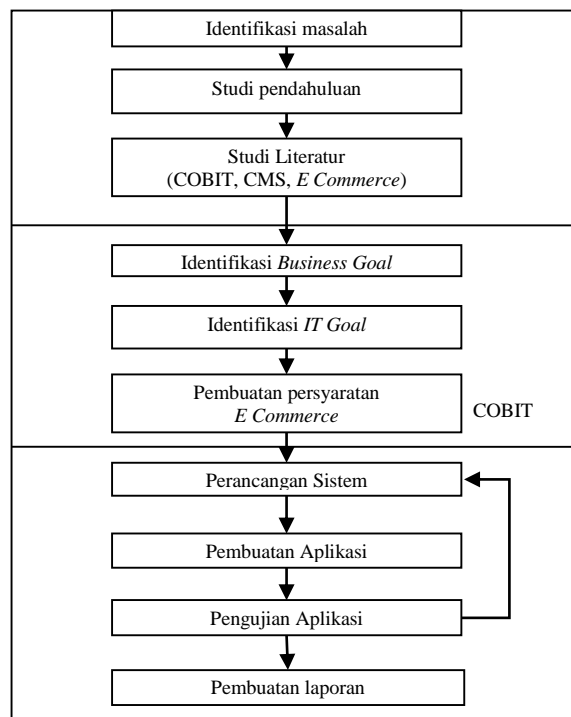 Identifikasi masalah
Studi pendahuluan
Studi Literatur
(COBIT, CMS, E Commerce)
Identifikasi Business Goal
Identifikasi IT Goal
Pembuatan persyaratan
E Commerce
COBIT
Perancangan Sistem
Pembuatan Aplikasi
Pengujian Aplikasi
Pembuatan laporan